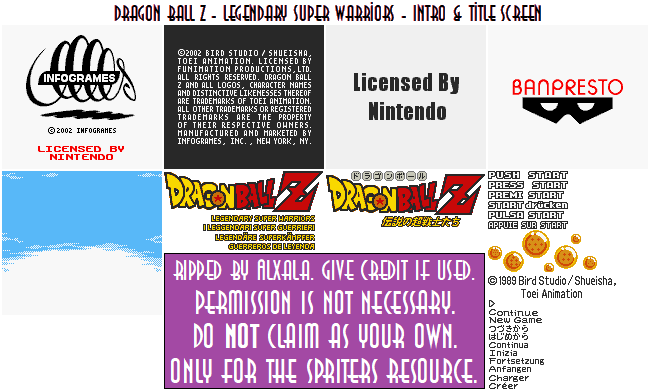 DRAGON BALL Z - LEGENDARY SUPER WARRIORS - INTRO & TITLE SCREEN
INFOGRAMES
©2002 INFOGRAMES
LICENSED BY
NINTENDO
©2002 BIRD STUDIO/SHUEISHA,
TOEI ANIMATION. LICENSED BY
FUNIMATION PRODUCTIONS, LTD.
ALL RIGHTS RESERVED. DRAGON BALL
Z AND ALL LOGOS, CHARACTER NAMES
AND DISTINCTIVE LIKENESSES THEREOF
ARE TRADEMARKS OF TOEI ANIMATION.
ALL OTHER TRADEMARKS OR REGISTERED
TRADEMARKS ARE THE PROPERTY
OF THEIR RESPECTIVE OWNERS.
MANUFACTURED AND MARKETED BY
INFOGRAMES, INC., NEW YORK, NY.
Licensed By
Nintendo
BANPRESTO
DRAGON BALL Z
LEGENDARY SUPER WARRIORS
I LEGGENDARI SUPER GUERRIERI
LEGENDÄRE SUPERKÄMPFER
GUERREROS DE LEYENDA
ドラゴンボール
DRAGON BALL Z
伝説の超戦士たち
PUSH START
PRESS START
PREMI START
START drücken
PULSA START
APPUIE SUR START
©1989 Bird Studio/Shueisha,
Toei Animation
Continue
New Game
つづきから
はじめから
Continua
Inizia
Fortsetzung
Anfangen
Charger
Créer
RIPPED BY ALXALA. GIVE CREDIT IF USED.
PERMISSION IS NOT NECESSARY.
DO NOT CLAIM AS YOUR OWN.
ONLY FOR THE SPRITERS RESOURCE.